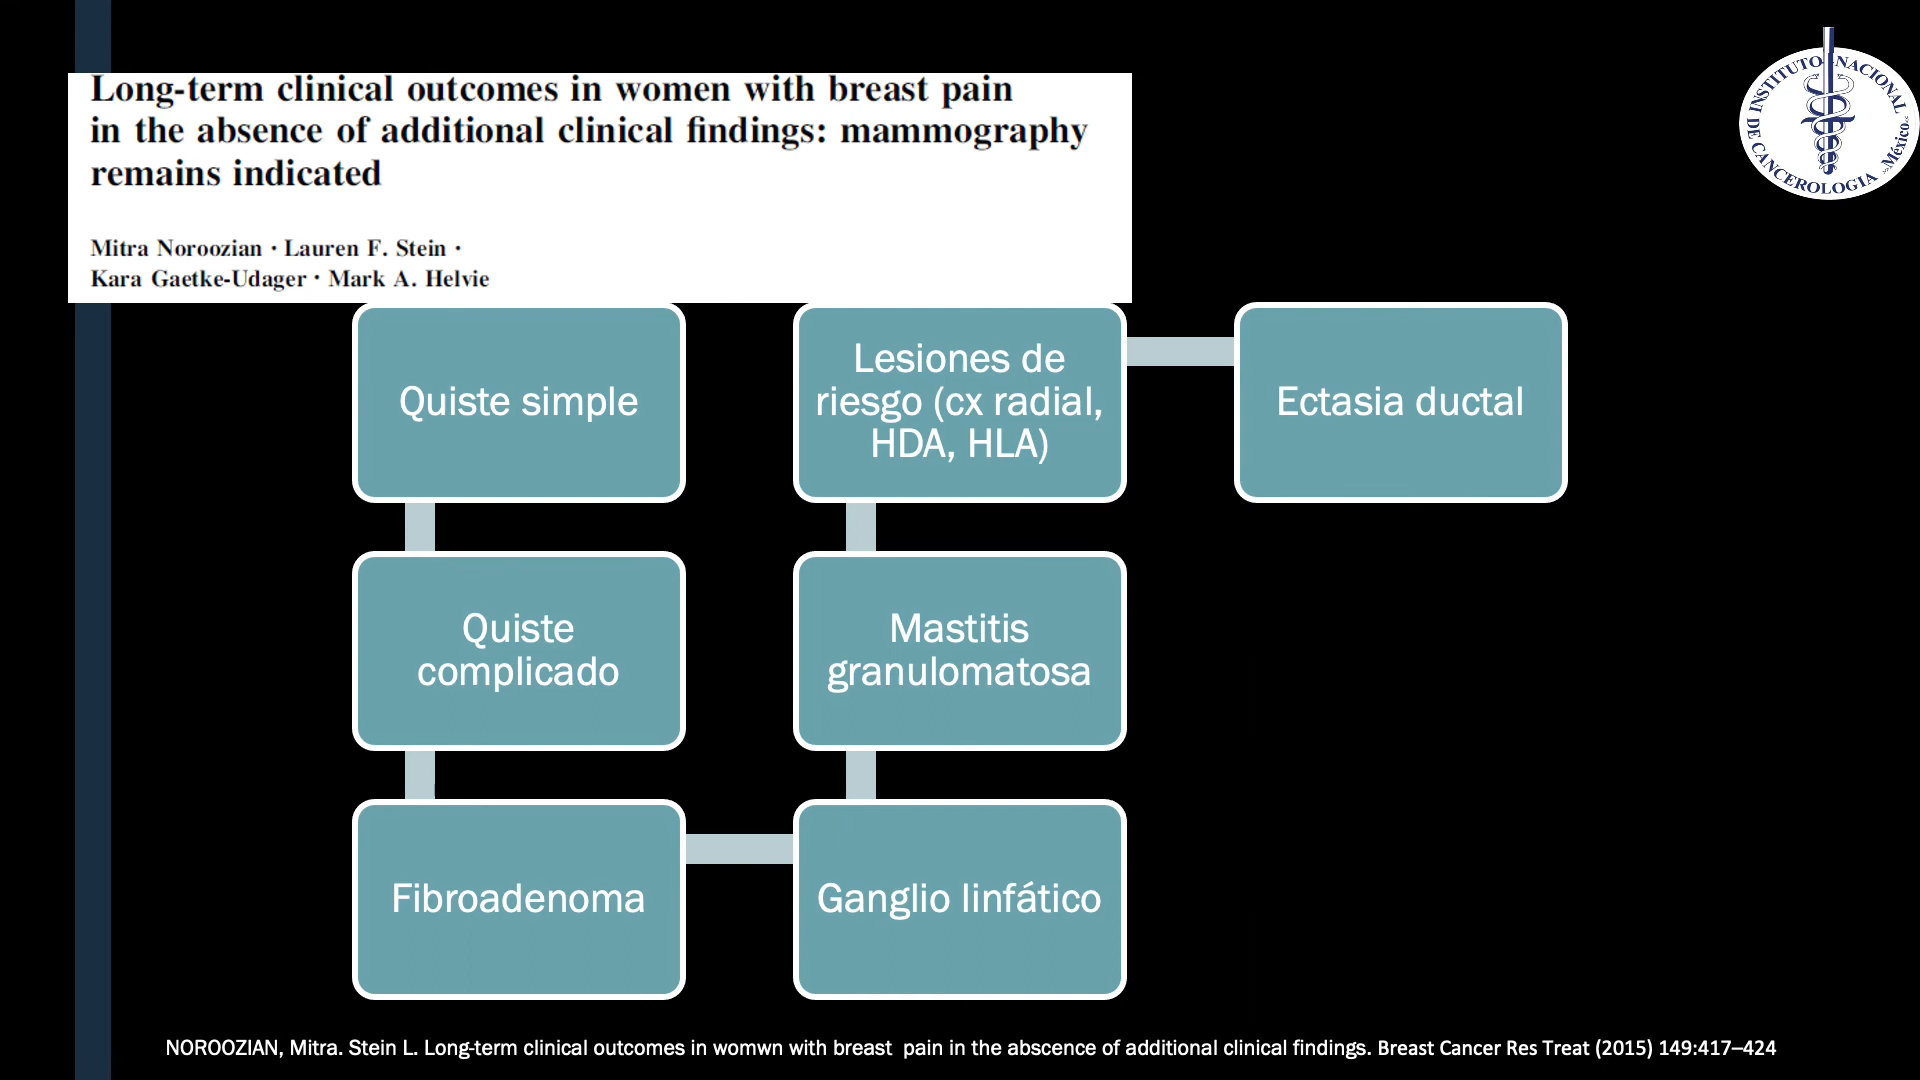 Long-term clinical outcomes in women with breast pain
in the absence of additional clinical findings: mammography
remains indicated
Mitra Noroozian · Lauren F. Stein ·
Kara Gaetke-Udager · Mark A. Helvie
INSTITUTO NACIONAL
DE CANCEROLOGIA
México
Quiste simple
Quiste
complicado
Fibroadenoma
Ganglio linfático
Mastitis
granulomatosa
Lesiones de
riesgo (cx radial,
HDA, HLA)
Ectasia ductal
NOROOZIAN, Mitra. Stein L. Long-term clinical outcomes in womwn with breast  pain in the abscence of additional clinical findings. Breast Cancer Res Treat (2015) 149:417–424